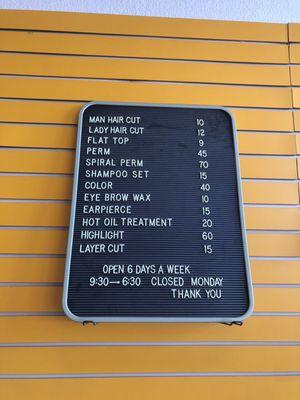 MAN HAIR CUT 10
LADY HAIR CUT 12
FLAT TOP 9
PERM 45
SPIRAL PERM 70
SHAMPOO SET 15
COLOR 40
EYE BROW WAX 10
EARPIERCE 15
HOT OIL TREATMENT 20
HIGHLIGHT 60
LAYER CUT 15
OPEN 6 DAYS A WEEK
9:30→6:30 CLOSED MONDAY
THANK YOU